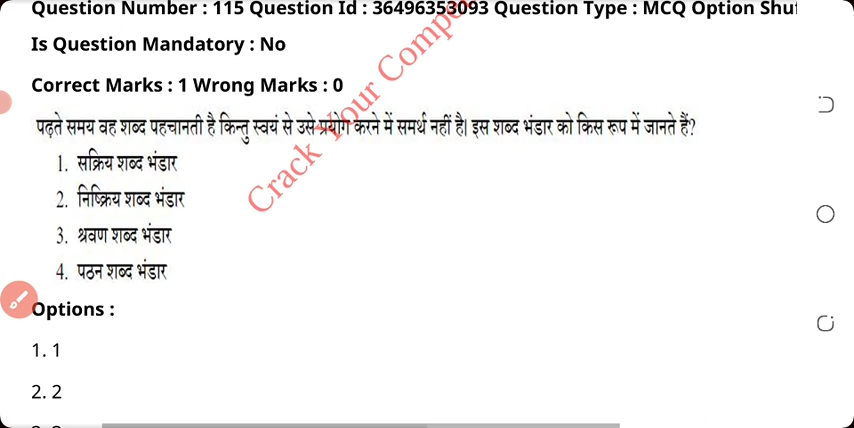 Question Number : 115 Question Id : 36496353093 Question Type : MCQ Option
Is Question Mandatory : No
Correct Marks : 1 Wrong Marks : 0
पढ़ते समय वह शब्द पहचानती है किन्तु स्वयं से उसे प्रयोग करने में समर्थ नहीं है। इस शब्द भंडार को किस रूप में जानते हैं?
1. सक्रिय शब्द भंडार
2. निष्क्रिय शब्द भंडार
3. श्रवण शब्द भंडार
4. पठन शब्द भंडार
Crack Your
Options :
1. 1
2. 2